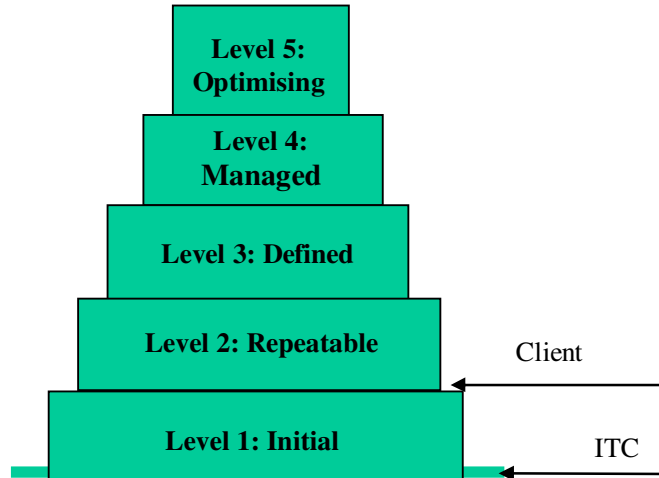 Level 5:
Optimising
Level 4:
Managed
Level 3: Defined
Level 2: Repeatable
Client
Level 1: Initial
ITC